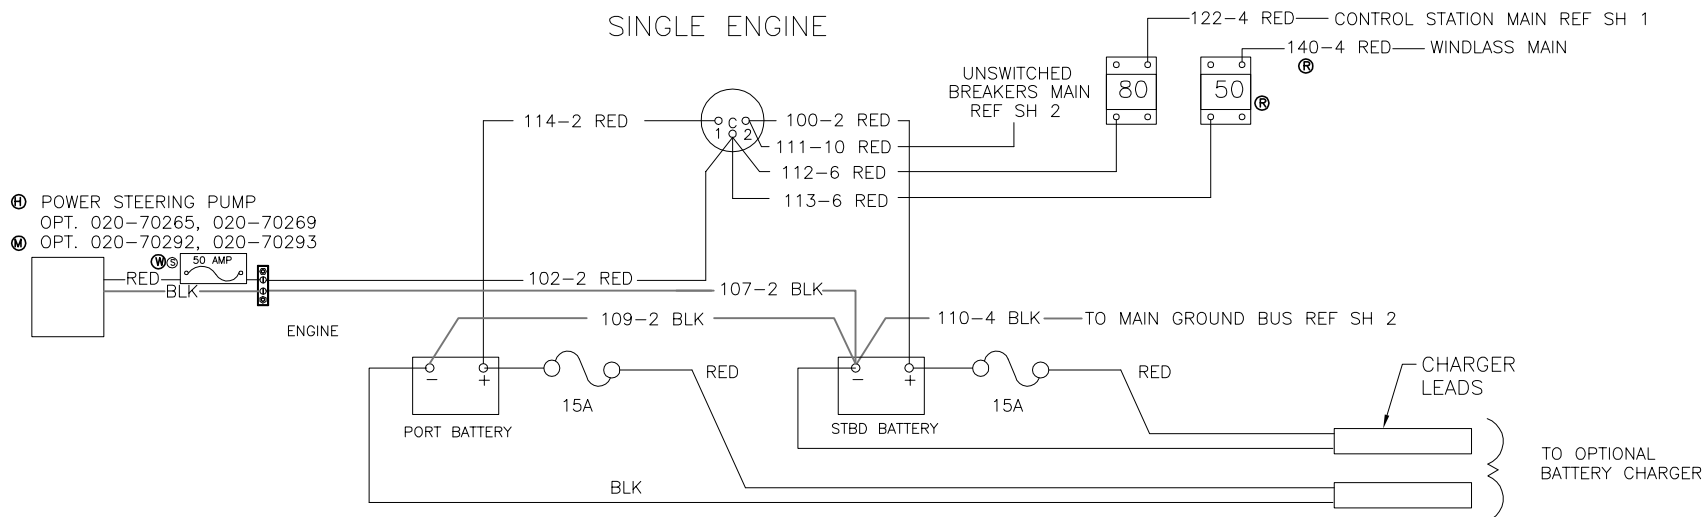 SINGLE ENGINE
122-4 RED
CONTROL STATION MAIN REF SH 1
140-4 RED
WINDLASS MAIN
R
UNSWITCHED
BREAKERS MAIN
REF SH 2
80
50
R
114-2 RED
C
1 2
100-2 RED
111-10 RED
112-6 RED
113-6 RED
H POWER STEERING PUMP
OPT. 020-70265, 020-70269
M OPT. 020-70292, 020-70293
W S
50 AMP
RED
BLK
102-2 RED
107-2 BLK
ENGINE
109-2 BLK
110-4 BLK
TO MAIN GROUND BUS REF SH 2
- +
15A
RED
PORT BATTERY
- +
15A
RED
STBD BATTERY
CHARGER
LEADS
BLK
TO OPTIONAL
BATTERY CHARGER